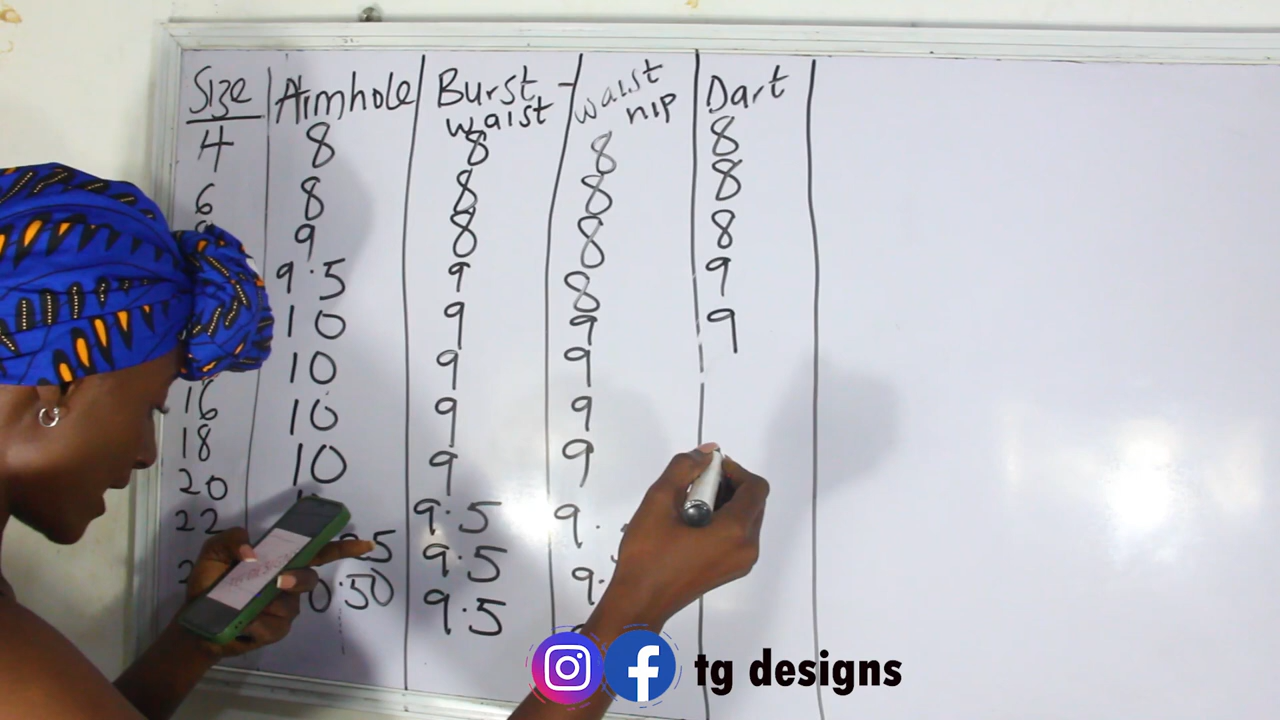 Size Armhole Burst - waist waist hip Dart
4 8 8 8 8
6 8 8 8 8
9 8 8 8
9.5 9 8 9
10 9 9 9
10 9 9
16 10 9 9
18 10 9 9
20 9.5 9.
22 9.5 9.
0.50 9.5
tg designs